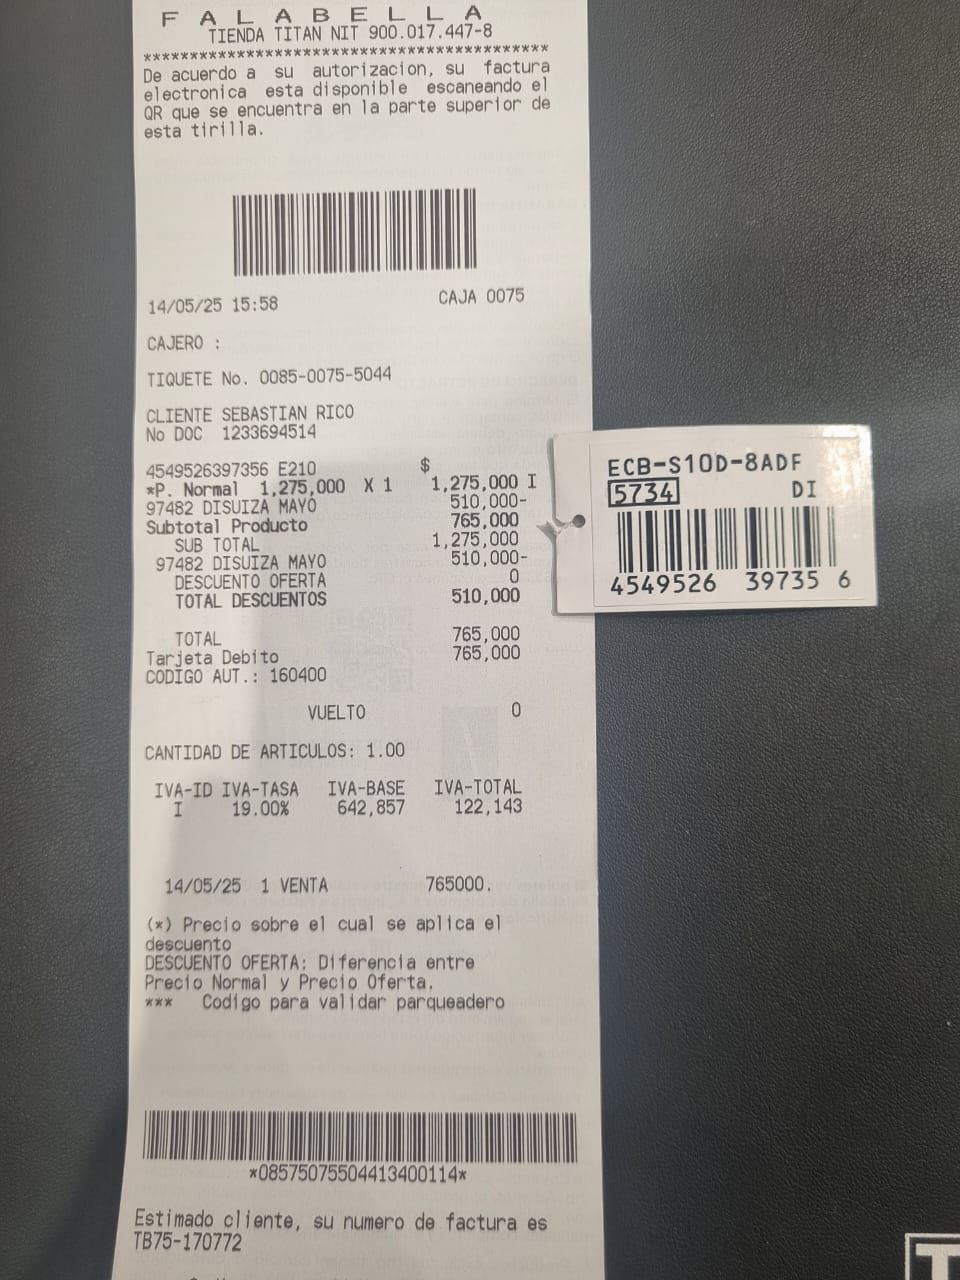 F A L A B E L L A
TIENDA TITAN NIT 900.017.447-8
********************************************
De acuerdo a su autorizacion, su factura
electronica esta disponible escaneando el
QR que se encuentra en la parte superior de
esta tirilla.
14/05/25 15:58 CAJA 0075
CAJERO :
TIQUETE No. 0085-0075-5044
CLIENTE SEBASTIAN RICO
No DOC 1233694514
4549526397356 E210 $
*P. Normal 1,275,000 X 1 1,275,000 I
97482 DISUIZA MAYO 510,000-
Subtotal Producto 765,000
SUB TOTAL 1,275,000
97482 DISUIZA MAYO 510,000-
DESCUENTO OFERTA 0
TOTAL DESCUENTOS 510,000
TOTAL 765,000
Tarjeta Debito 765,000
CODIGO AUT.: 160400
VUELTO 0
CANTIDAD DE ARTICULOS: 1.00
IVA-ID IVA-TASA IVA-BASE IVA-TOTAL
I 19.00% 642,857 122,143
14/05/25 1 VENTA 765000.
(*) Precio sobre el cual se aplica el
descuento
DESCUENTO OFERTA: Diferencia entre
Precio Normal y Precio Oferta.
*** Codigo para validar parqueadero
*08575075504413400114*
Estimado cliente, su numero de factura es
TB75-170772
ECB-S10D-8ADF
5734 DI
4549526 39735 6